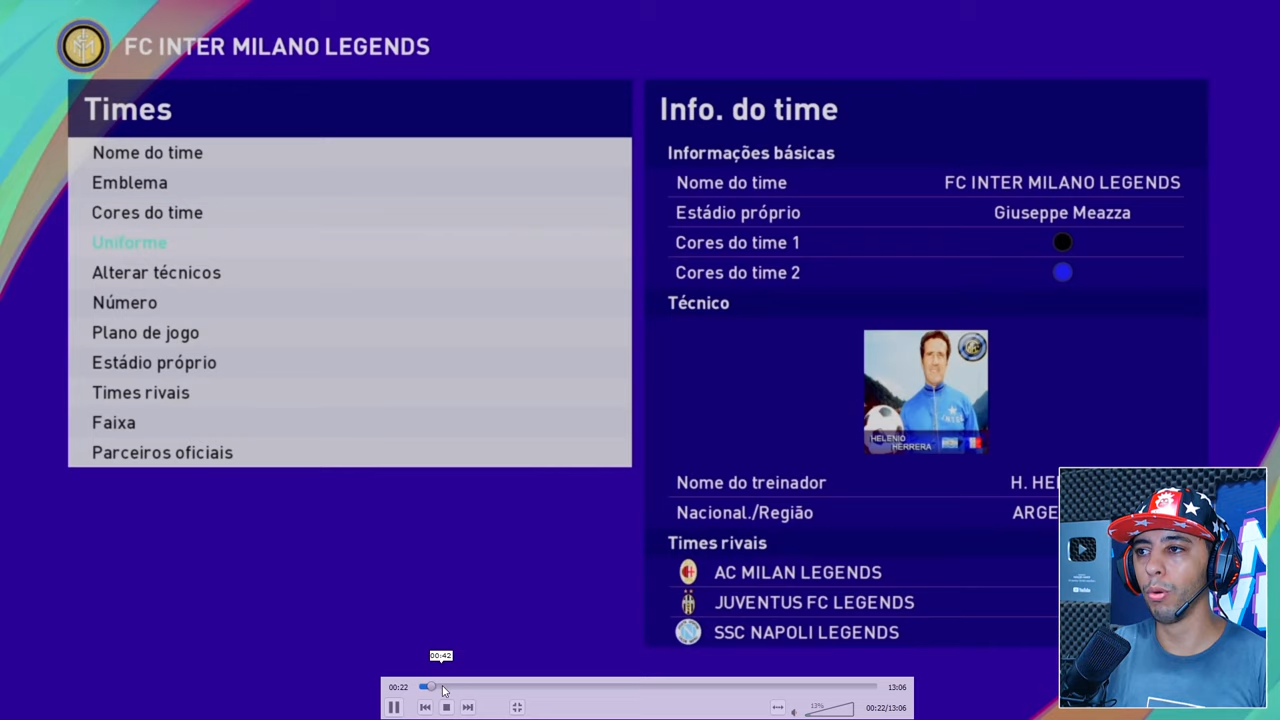 FC INTER MILANO LEGENDS
Times
Nome do time
Emblema
Cores do time
Uniforme
Alterar técnicos
Número
Plano de jogo
Estádio próprio
Times rivais
Faixa
Parceiros oficiais
Info. do time
Informações básicas
Nome do time FC INTER MILANO LEGENDS
Estádio próprio Giuseppe Meazza
Cores do time 1
Cores do time 2
Técnico
HELENIO
HERRERA
Nome do treinador H. HE
Nacional./Região ARGE
Times rivais
AC MILAN LEGENDS
JUVENTUS FC LEGENDS
SSC NAPOLI LEGENDS
00:42
00:22 13:06
13% 00:22/13:06